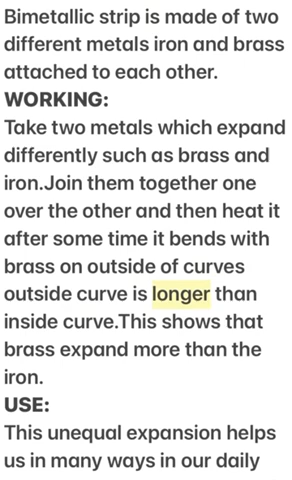 Bimetallic strip is made of two
different metals iron and brass
attached to each other.
WORKING:
Take two metals which expand
differently such as brass and
iron.Join them together one
over the other and then heat it
after some time it bends with
brass on outside of curves
outside curve is longer than
inside curve.This shows that
brass expand more than the
iron.
USE:
This unequal expansion helps
us in many ways in our daily